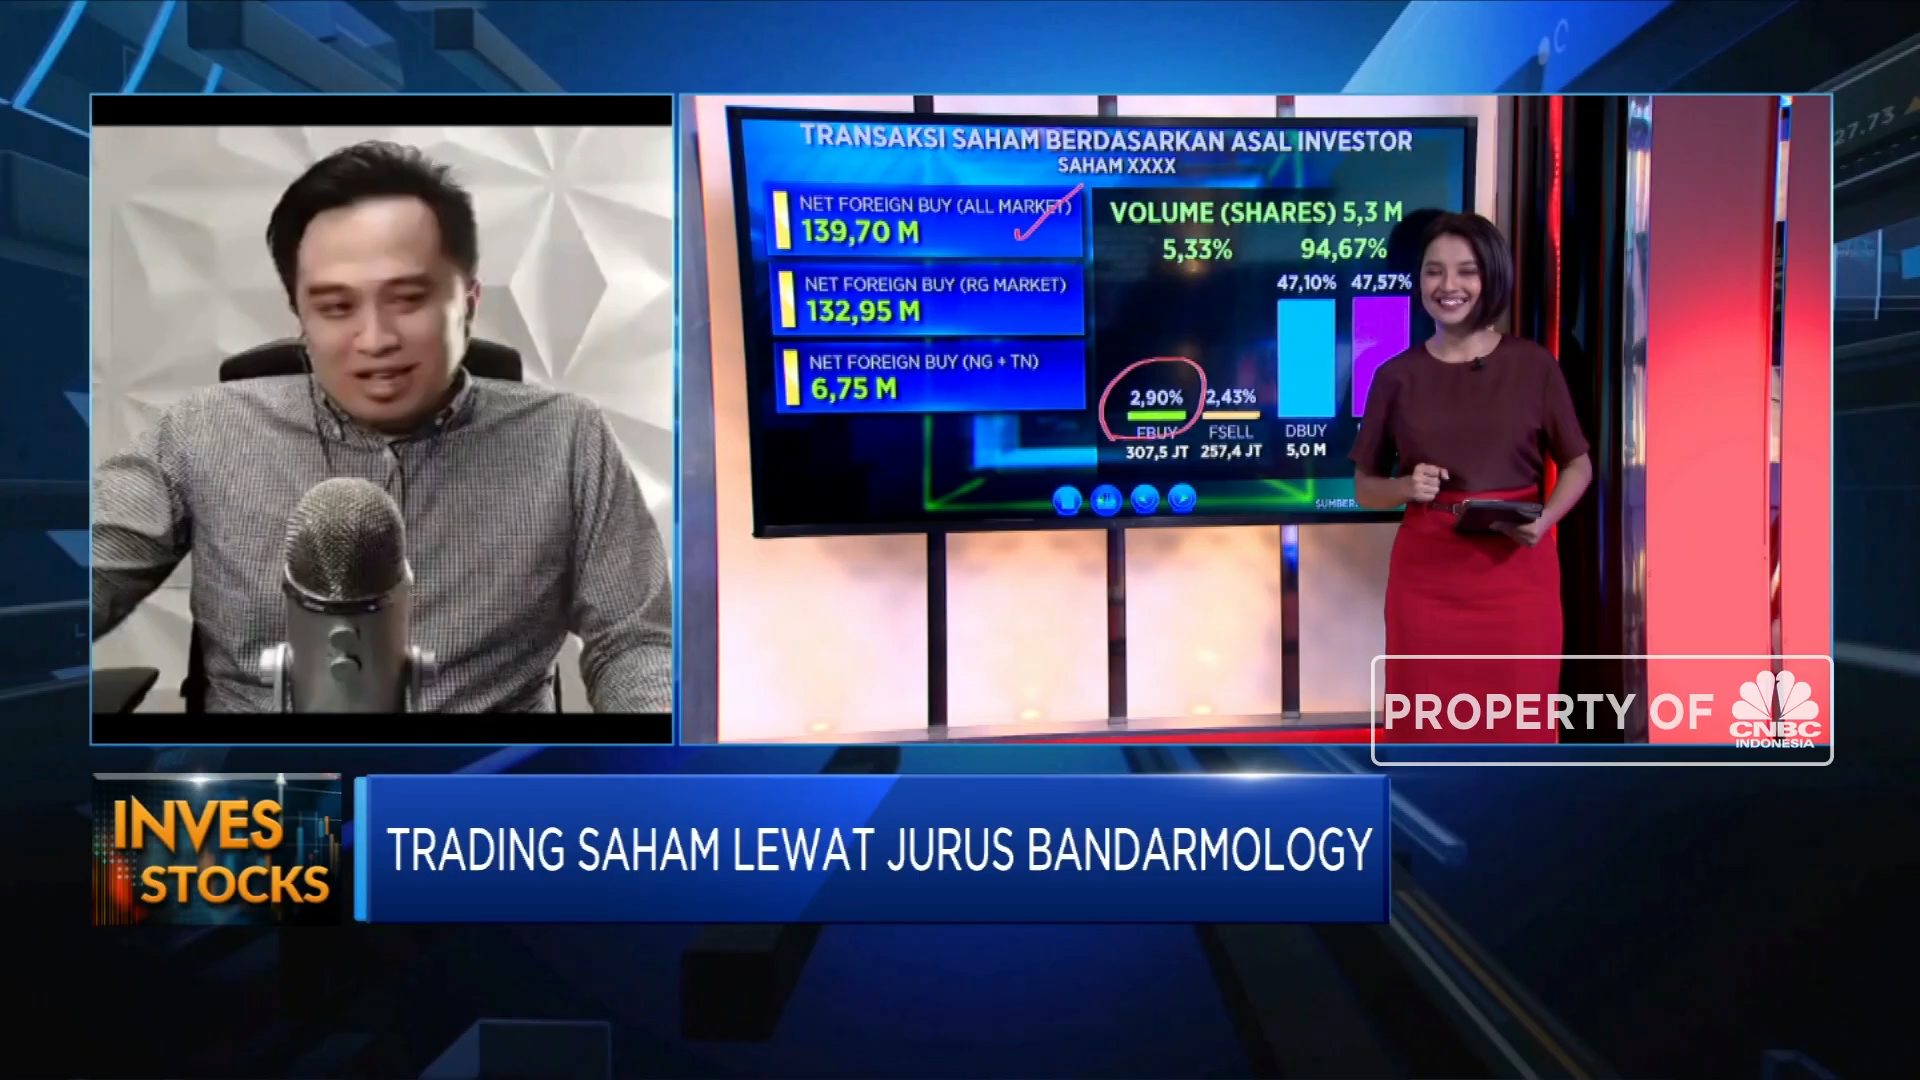 TRANSAKSI SAHAM BERDASARKAN ASAL INVESTOR
SAHAM XXXX
NET FOREIGN BUY (ALL MARKET)
139,70 M
NET FOREIGN BUY (RG MARKET)
132,95 M
NET FOREIGN BUY (NG + TN)
6,75 M
VOLUME (SHARES) 5,3 M
5,33% 94,67%
47,10% 47,57%
2,90% 2,43%
FBUY FSELL DBUY
307,5 JT 257,4 JT 5,0 M
SUMBER:
27.73
PROPERTY OF CNBC INDONESIA
INVES
STOCKS
TRADING SAHAM LEWAT JURUS BANDARMOLOGY